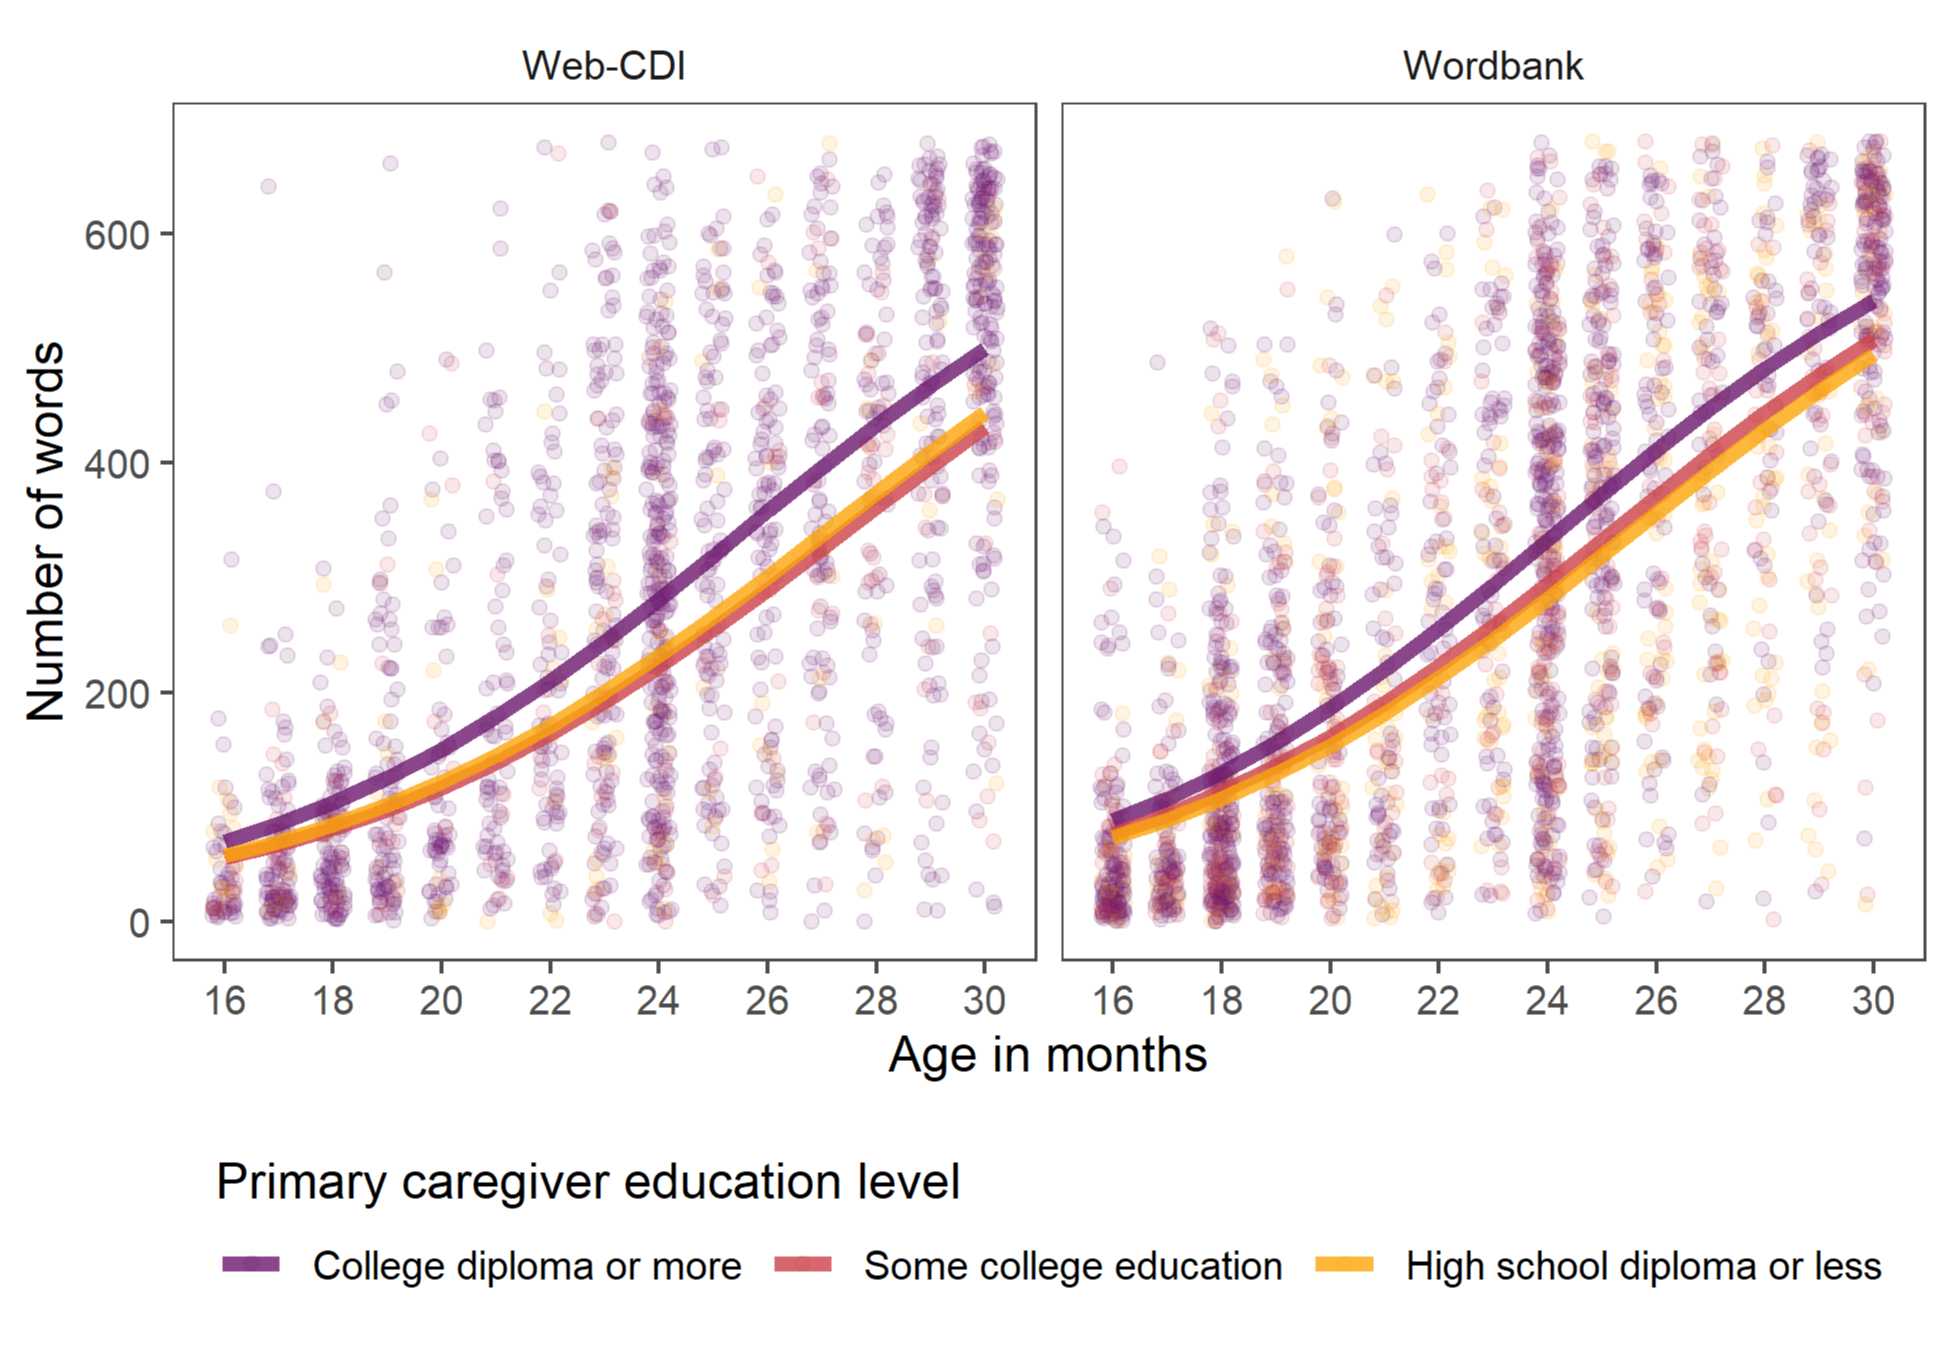 Web-CDI
Wordbank
Number of words
600
400
200
0
16 18 20 22 24 26 28 30
16 18 20 22 24 26 28 30
Age in months
Primary caregiver education level
College diploma or more
Some college education
High school diploma or less